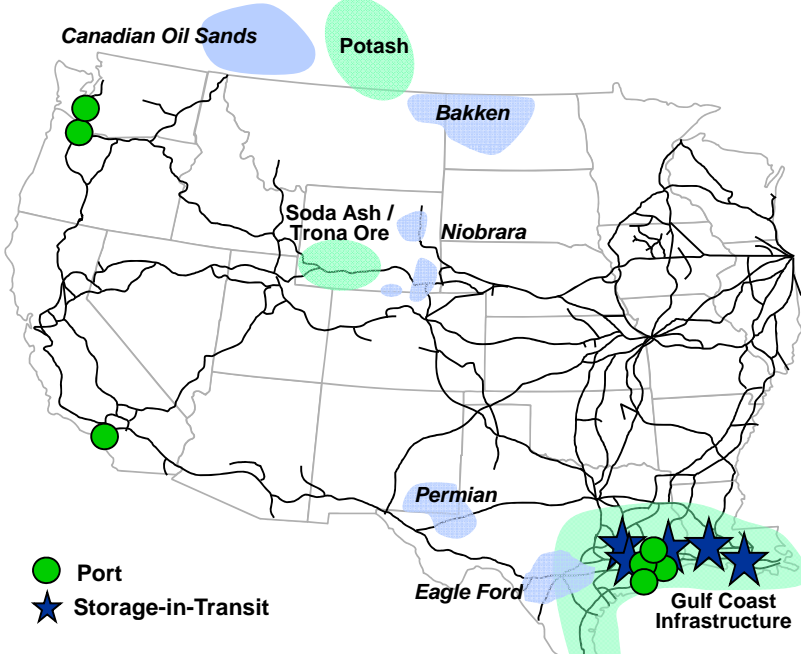 Canadian Oil Sands
Potash
Bakken
Soda Ash /
Trona Ore
Niobrara
Permian
Eagle Ford
Gulf Coast
Infrastructure
Port
Storage-in-Transit